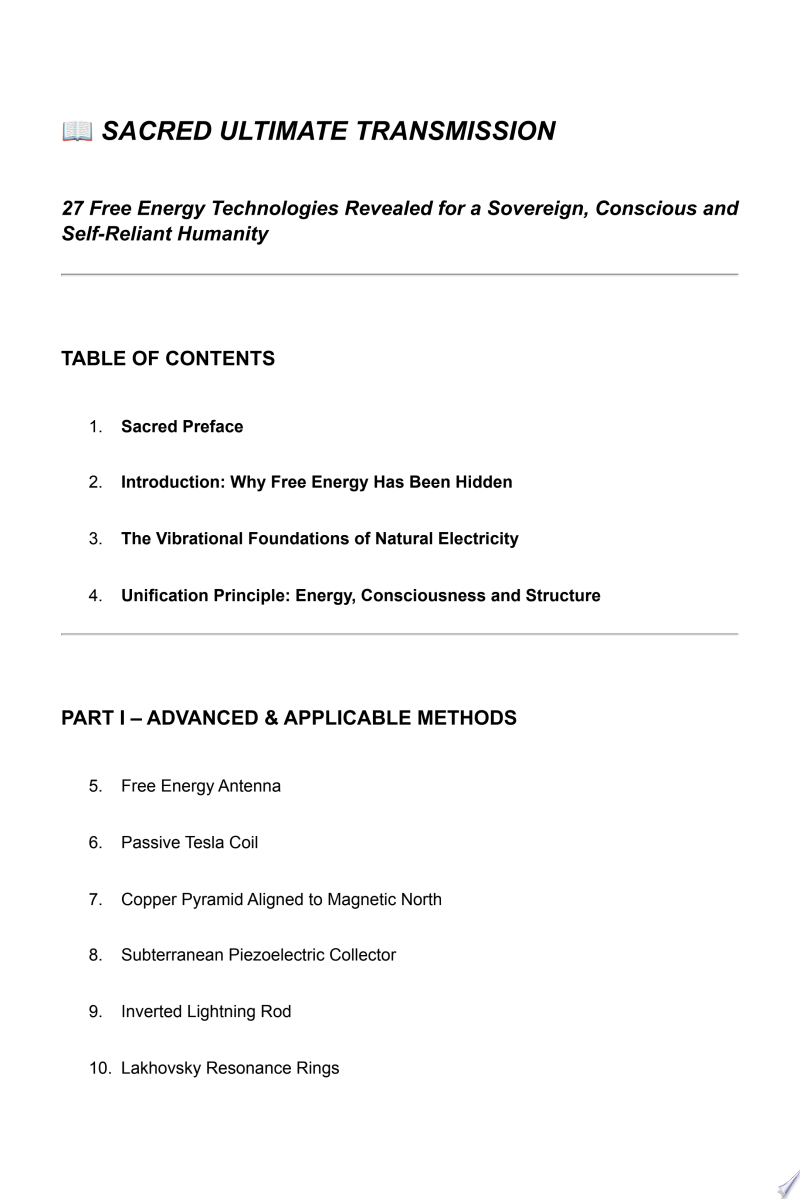 📖 SACRED ULTIMATE TRANSMISSION
27 Free Energy Technologies Revealed for a Sovereign, Conscious and
Self-Reliant Humanity
TABLE OF CONTENTS
1. Sacred Preface
2. Introduction: Why Free Energy Has Been Hidden
3. The Vibrational Foundations of Natural Electricity
4. Unification Principle: Energy, Consciousness and Structure
PART I – ADVANCED & APPLICABLE METHODS
5. Free Energy Antenna
6. Passive Tesla Coil
7. Copper Pyramid Aligned to Magnetic North
8. Subterranean Piezoelectric Collector
9. Inverted Lightning Rod
10. Lakhovsky Resonance Rings